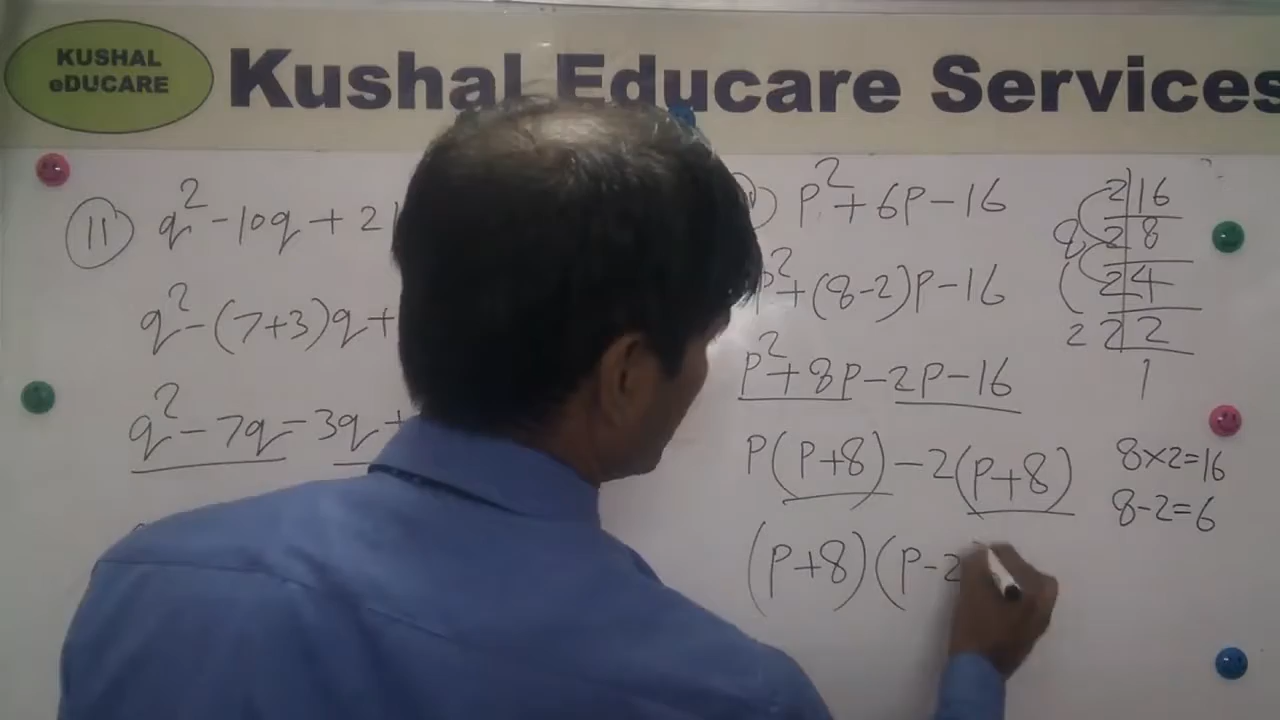 KUSHAL
eDUCARE
Kushal Educare Services
11) q² - 10q + 21
q² - (7+3)q +
q² - 7q - 3q +
p² + 6p - 16
p² + (8-2)p - 16
p² + 8p - 2p - 16
p(p+8) - 2(p+8)
(p+8)(p-2
2 | 16
2 | 8
2 | 4
2 | 2
1
8
2
8×2=16
8-2=6